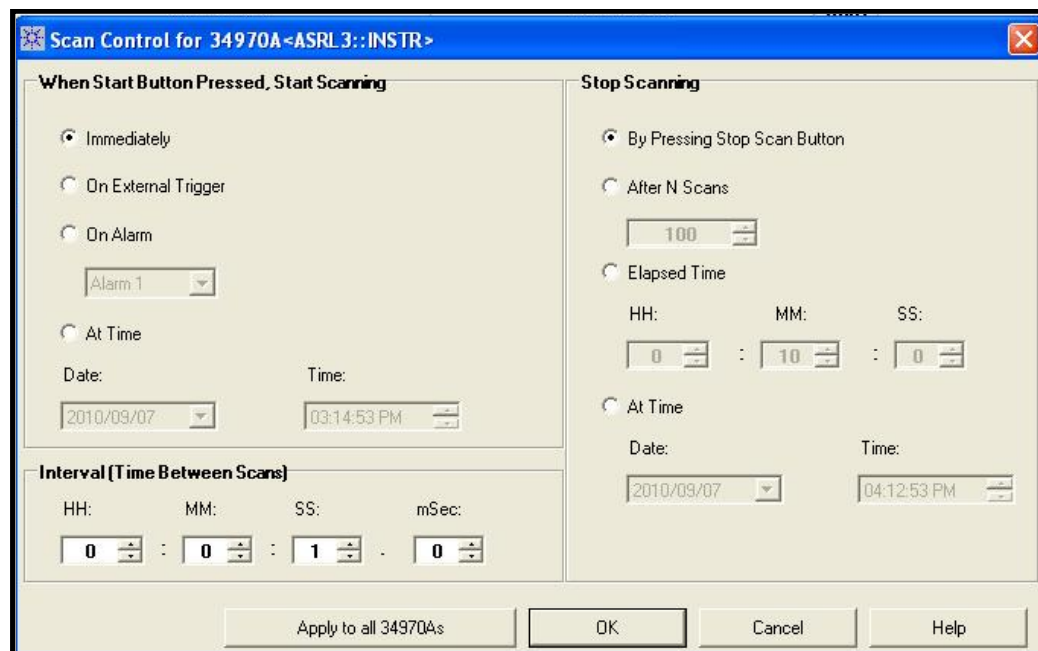 Scan Control for 34970A<ASRL3::INSTR>
When Start Button Pressed, Start Scanning
Immediately
On External Trigger
On Alarm
Alarm 1
At Time
Date: Time:
2010/09/07 03:14:53 PM
Interval (Time Between Scans)
HH: MM: SS: mSec:
0 : 0 : 1 . 0
Stop Scanning
By Pressing Stop Scan Button
After N Scans
100
Elapsed Time
HH: MM: SS:
0 : 10 : 0
At Time
Date: Time:
2010/09/07 04:12:53 PM
Apply to all 34970As OK Cancel Help